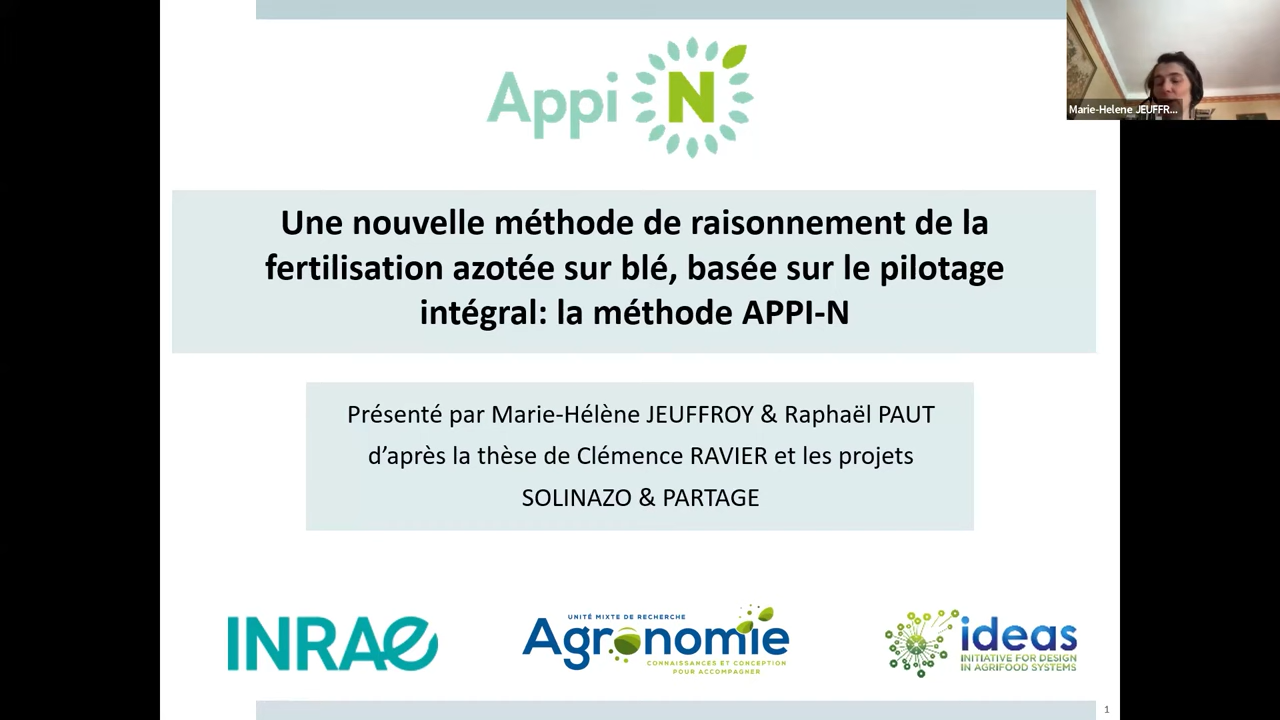 Appi N
Marie-Helene JEUFFR...
Une nouvelle méthode de raisonnement de la
fertilisation azotée sur blé, basée sur le pilotage
intégral: la méthode APPI-N
Présenté par Marie-Hélène JEUFFROY & Raphaël PAUT
d’après la thèse de Clémence RAVIER et les projets
SOLINAZO & PARTAGE
INRAE
UNITÉ MIXTE DE RECHERCHE
Agronomie
CONNAISSANCES ET CONCEPTION
POUR ACCOMPAGNER
ideas
INITIATIVE FOR DESIGN
IN AGRIFOOD SYSTEMS
1